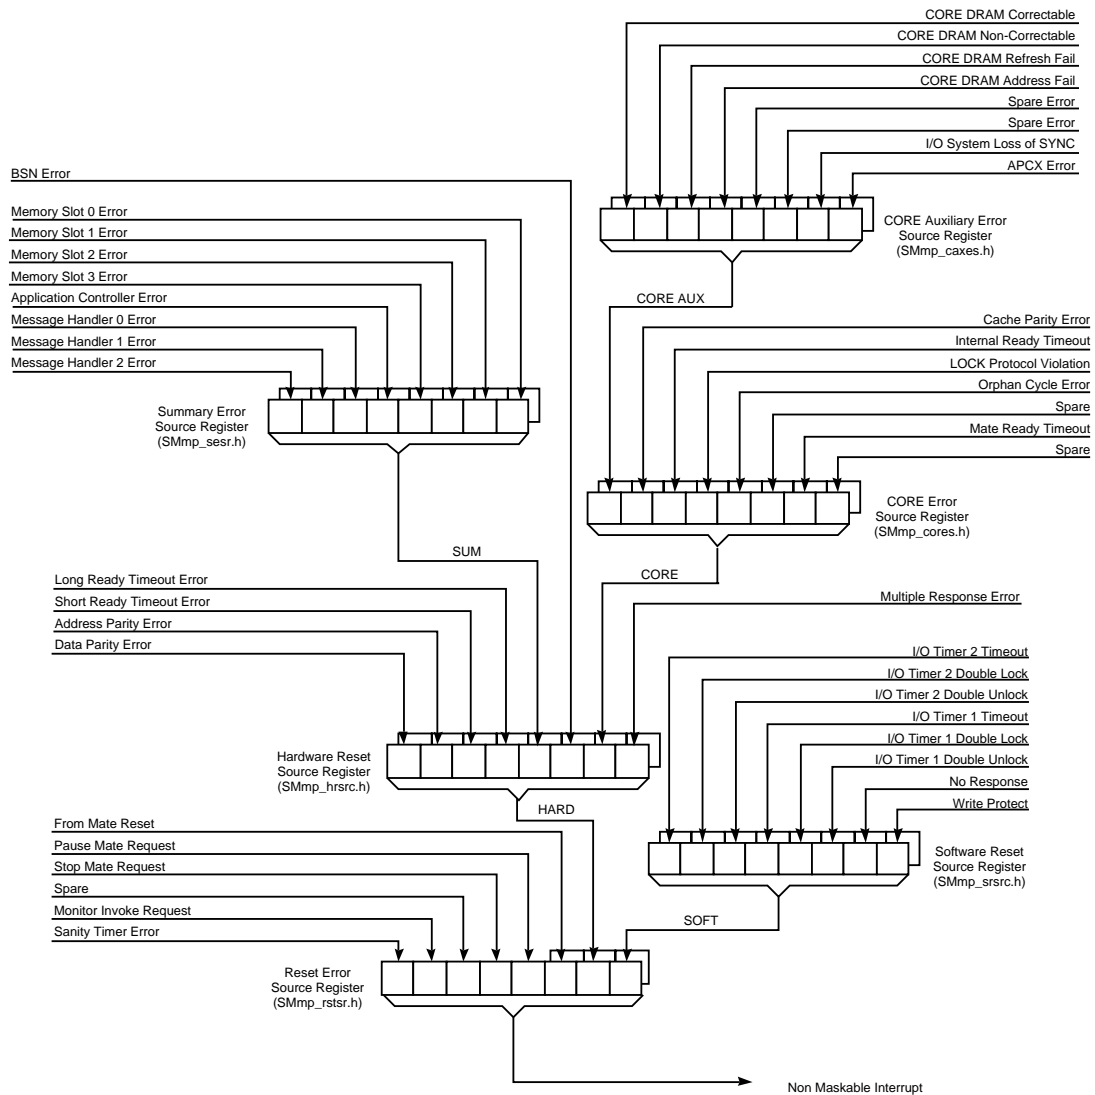 CORE DRAM Correctable
CORE DRAM Non-Correctable
CORE DRAM Refresh Fail
CORE DRAM Address Fail
Spare Error
Spare Error
I/O System Loss of SYNC
APCX Error
BSN Error
Memory Slot 0 Error
Memory Slot 1 Error
Memory Slot 2 Error
Memory Slot 3 Error
Application Controller Error
Message Handler 0 Error
Message Handler 1 Error
Message Handler 2 Error
CORE Auxiliary Error
Source Register
(SMmp_caxes.h)
CORE AUX
Cache Parity Error
Internal Ready Timeout
LOCK Protocol Violation
Orphan Cycle Error
Spare
Mate Ready Timeout
Spare
Summary Error
Source Register
(SMmp_sesr.h)
CORE Error
Source Register
(SMmp_cores.h)
SUM
CORE
Long Ready Timeout Error
Short Ready Timeout Error
Address Parity Error
Data Parity Error
Multiple Response Error
I/O Timer 2 Timeout
I/O Timer 2 Double Lock
I/O Timer 2 Double Unlock
I/O Timer 1 Timeout
I/O Timer 1 Double Lock
I/O Timer 1 Double Unlock
No Response
Write Protect
Hardware Reset
Source Register
(SMmp_hrsrc.h)
HARD
Software Reset
Source Register
(SMmp_srsrc.h)
From Mate Reset
Pause Mate Request
Stop Mate Request
Spare
Monitor Invoke Request
Sanity Timer Error
SOFT
Reset Error
Source Register
(SMmp_rstsr.h)
Non Maskable Interrupt